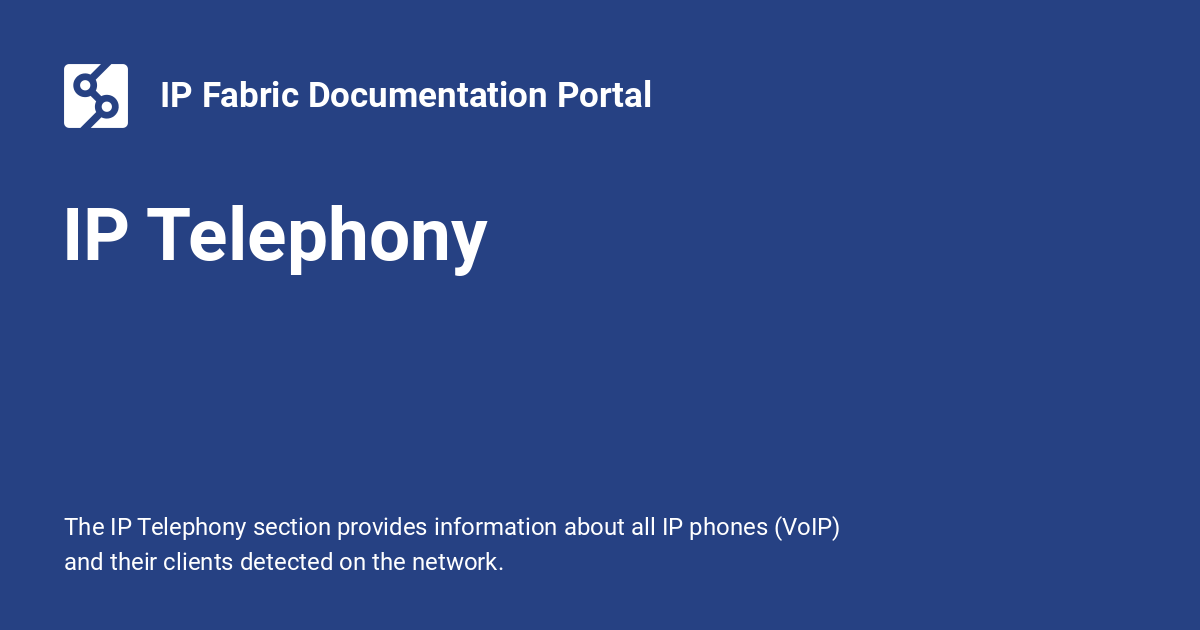 IP Fabric Documentation Portal
IP Telephony
The IP Telephony section provides information about all IP phones (VoIP)
and their clients detected on the network.